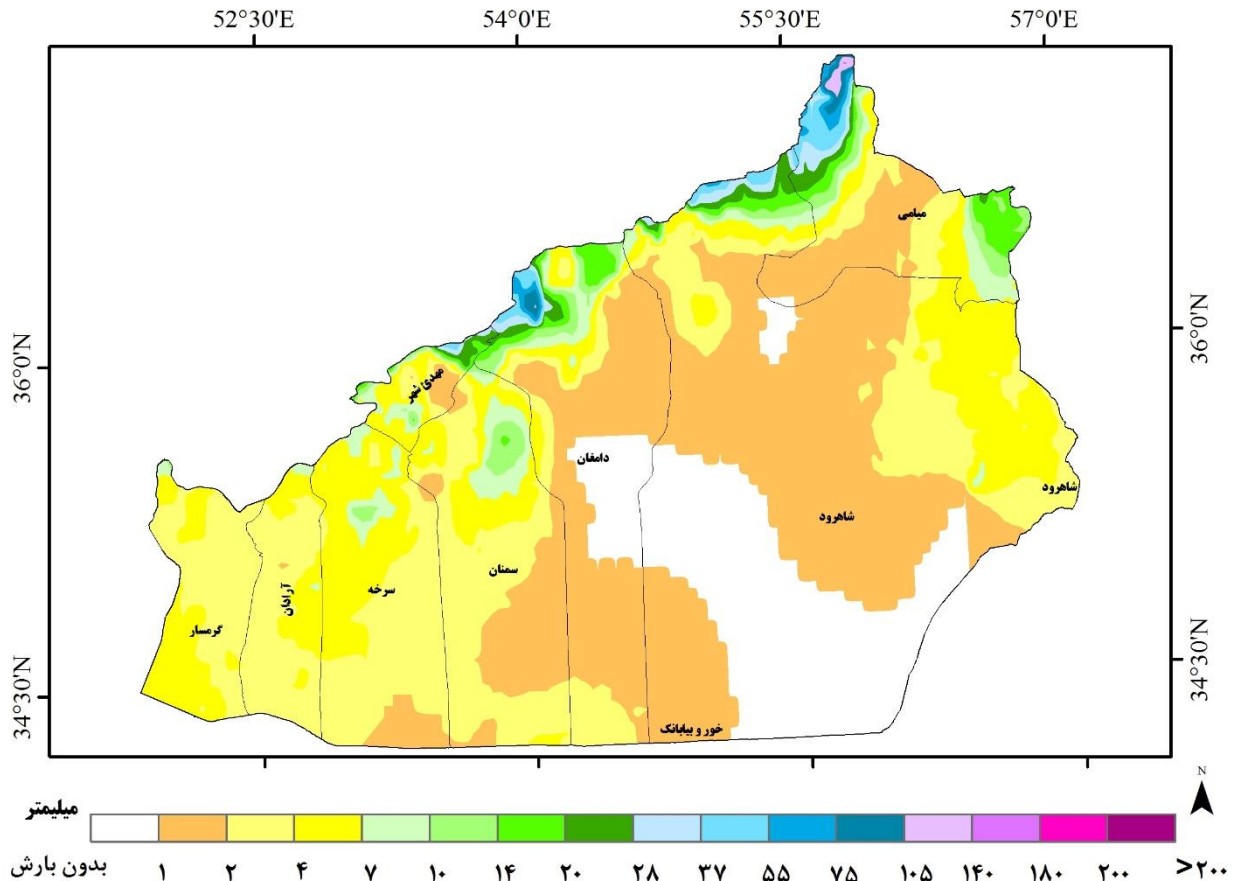 52°30'E 54°0'E 55°30'E 57°0'E
میامی
36°0'N
36°0'N
مهدی شهر
دامغان
شاهرود
شاهرود
سمنان
سرخه
آرادان
گرمسار
34°30'N
34°30'N
خور و بیابانک
N
میلیمتر
بدون بارش ۱ ۲ ۴ ۷ ۱۰ ۱۴ ۲۰ ۲۸ ۳۷ ۵۵ ۷۵ ۱۰۵ ۱۴۰ ۱۸۰ ۲۰۰ >۲۰۰